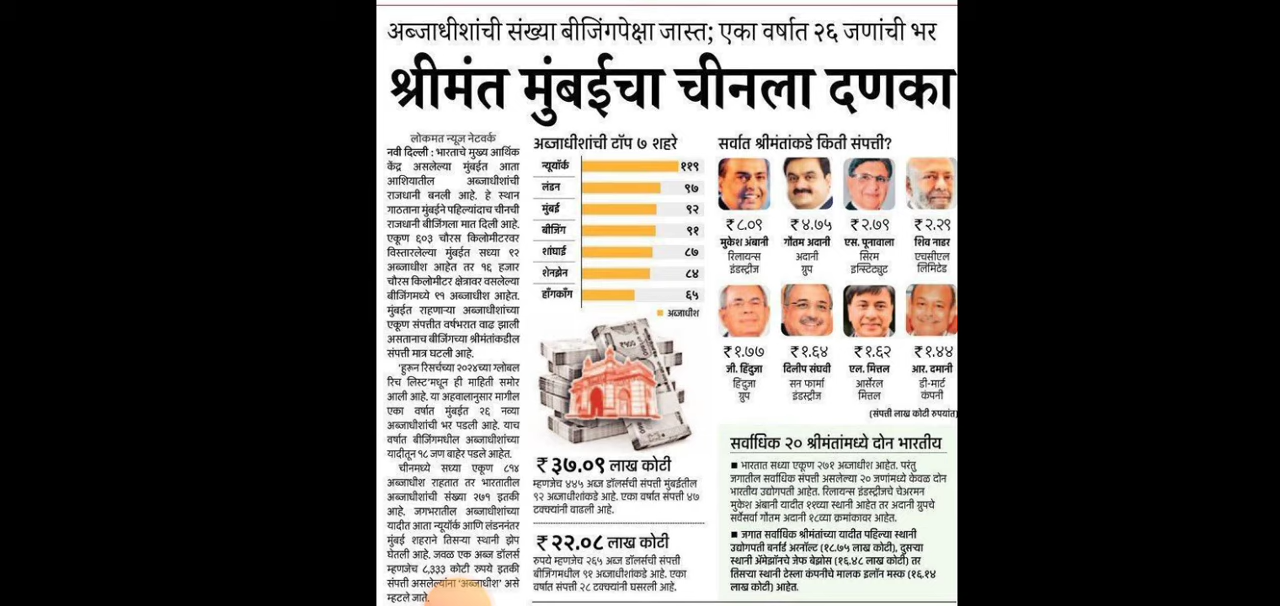 अब्जाधीशांची संख्या बीजिंगपेक्षा जास्त; एका वर्षात २६ जणांची भर
श्रीमंत मुंबईचा चीनला दणका
लोकमत न्यूज नेटवर्क
नवी दिल्ली : भारताचे मुख्य आर्थिक
केंद्र असलेल्या मुंबईत आता
आशियातील अब्जाधीशांची
राजधानी बनली आहे. हे स्थान
गाठताना मुंबईने पहिल्यांदाच चीनची
राजधानी बीजिंगला मात दिली आहे.
एकूण ६०३ चौरस किलोमीटरवर
विस्तारलेल्या मुंबईत सध्या ९२
अब्जाधीश आहेत तर १६ हजार
चौरस किलोमीटर क्षेत्रावर वसलेल्या
बीजिंगमध्ये ९१ अब्जाधीश आहेत.
मुंबईत राहणाऱ्या अब्जाधीशांच्या
एकूण संपत्तीत वर्षभरात वाढ झाली
असतानाच बीजिंगच्या श्रीमंतांकडील
संपत्ती मात्र घटली आहे.
'हुरून रिसर्चच्या २०२४च्या ग्लोबल
रिच लिस्ट'मधून ही माहिती समोर
आली आहे. या अहवालानुसार मागील
एका वर्षात मुंबईत २६ नव्या
अब्जाधीशांची भर पडली आहे. याच
वर्षात बीजिंगमधील अब्जाधीशांच्या
यादीतून १८ जण बाहेर पडले आहेत.
चीनमध्ये सध्या एकूण ८१४
अब्जाधीश राहतात तर भारतातील
अब्जाधीशांची संख्या २७१ इतकी
आहे. जगभरातील अब्जाधीशांच्या
यादीत आता न्यूयॉर्क आणि लंडननंतर
मुंबई शहराने तिसऱ्या स्थानी झेप
घेतली आहे. जवळ एक अब्ज डॉलर्स
म्हणजेच ८,३३३ कोटी रुपये इतकी
संपत्ती असलेल्यांना 'अब्जाधीश' असे
म्हटले जाते.
अब्जाधीशांची टॉप ७ शहरे
न्यूयॉर्क ११९
लंडन ९७
मुंबई ९२
बीजिंग ९१
शांघाई ८७
शेनझेन ८४
हाँगकाँग ६५
अब्जाधीश
₹३७.०९ लाख कोटी
म्हणजेच ४४५ अब्ज डॉलर्सची संपत्ती मुंबईतील
९२ अब्जाधीशांकडे आहे. एका वर्षात संपत्ती ४७
टक्क्यांनी वाढली आहे.
₹२२.०८ लाख कोटी
रुपये म्हणजेच २६५ अब्ज डॉलर्सची संपत्ती
बीजिंगमधील ९१ अब्जाधीशांकडे आहे. एका
वर्षात संपत्ती २८ टक्क्यांनी घसरली आहे.
सर्वात श्रीमंतांकडे किती संपत्ती?
₹८.०९ ₹४.७५ ₹२.७९ ₹२.२९
मुकेश अंबानी गौतम अदानी एस. पूनावाला शिव नाडर
रिलायन्स अदानी सिरम एचसीएल
इंडस्ट्रीज ग्रुप इन्स्टिट्युट लिमिटेड
₹१.७७ ₹१.६४ ₹१.६२ ₹१.४४
जी. हिंदुजा दिलीप संघवी एल. मित्तल आर. दमानी
हिंदुजा सन फार्मा आर्सेरल डी-मार्ट
ग्रुप इंडस्ट्रीज मित्तल कंपनी
(संपत्ती लाख कोटी रुपयांत)
सर्वाधिक २० श्रीमंतांमध्ये दोन भारतीय
■ भारतात सध्या एकूण २७१ अब्जाधीश आहेत. परंतु
जगातील सर्वाधिक संपत्ती असलेल्या २० जणांमध्ये केवळ दोन
भारतीय उद्योगपती आहेत. रिलायन्स इंडस्ट्रीजचे चेअरमन
मुकेश अंबानी यादीत ११व्या स्थानी आहेत तर अदानी ग्रुपचे
सर्वेसर्वा गौतम अदानी १८व्या क्रमांकावर आहेत.
■ जगात सर्वाधिक श्रीमंतांच्या यादीत पहिल्या स्थानी
उद्योगपती बर्नार्ड अरनॉल्ट (१८.७५ लाख कोटी), दुसऱ्या
स्थानी ॲमेझॉनचे जेफ बेझोस (१६.४८ लाख कोटी) तर
तिसऱ्या स्थानी टेस्ला कंपनीचे मालक इलॉन मस्क (१६.१४
लाख कोटी) आहेत.